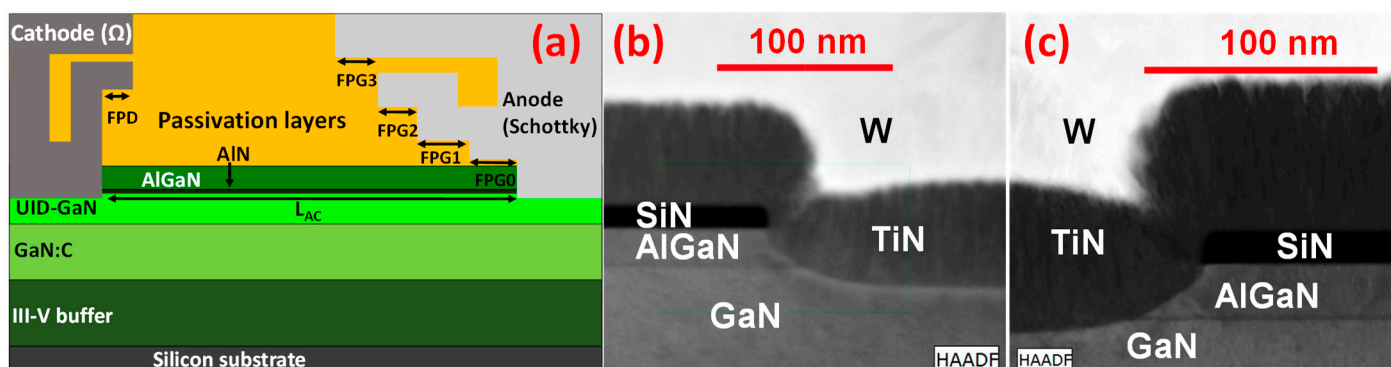 Cathode (Ω)
(a)
FPG3
FPD
FPG2
Anode
(Schottky)
Passivation layers
FPG1
AlN
AlGaN
FPG0
UID-GaN
L_AC
GaN:C
III-V buffer
Silicon substrate
(b)
100 nm
W
SiN
AlGaN
TiN
GaN
HAADF
(c)
100 nm
W
TiN
SiN
AlGaN
GaN
HAADF